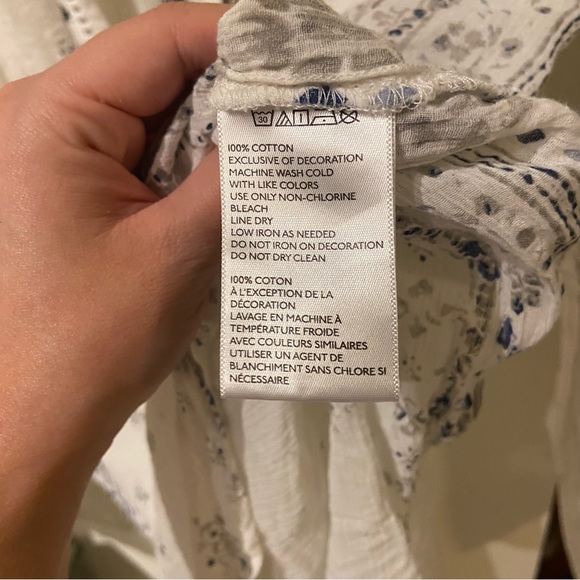 30
100% COTTON
EXCLUSIVE OF DECORATION
MACHINE WASH COLD
WITH LIKE COLORS
USE ONLY NON-CHLORINE
BLEACH
LINE DRY
LOW IRON AS NEEDED
DO NOT IRON ON DECORATION
DO NOT DRY CLEAN
100% COTON
À L'EXCEPTION DE LA
DÉCORATION
LAVAGE EN MACHINE À
TEMPÉRATURE FROIDE
AVEC COULEURS SIMILAIRES
UTILISER UN AGENT DE
BLANCHIMENT SANS CHLORE SI
NÉCESSAIRE